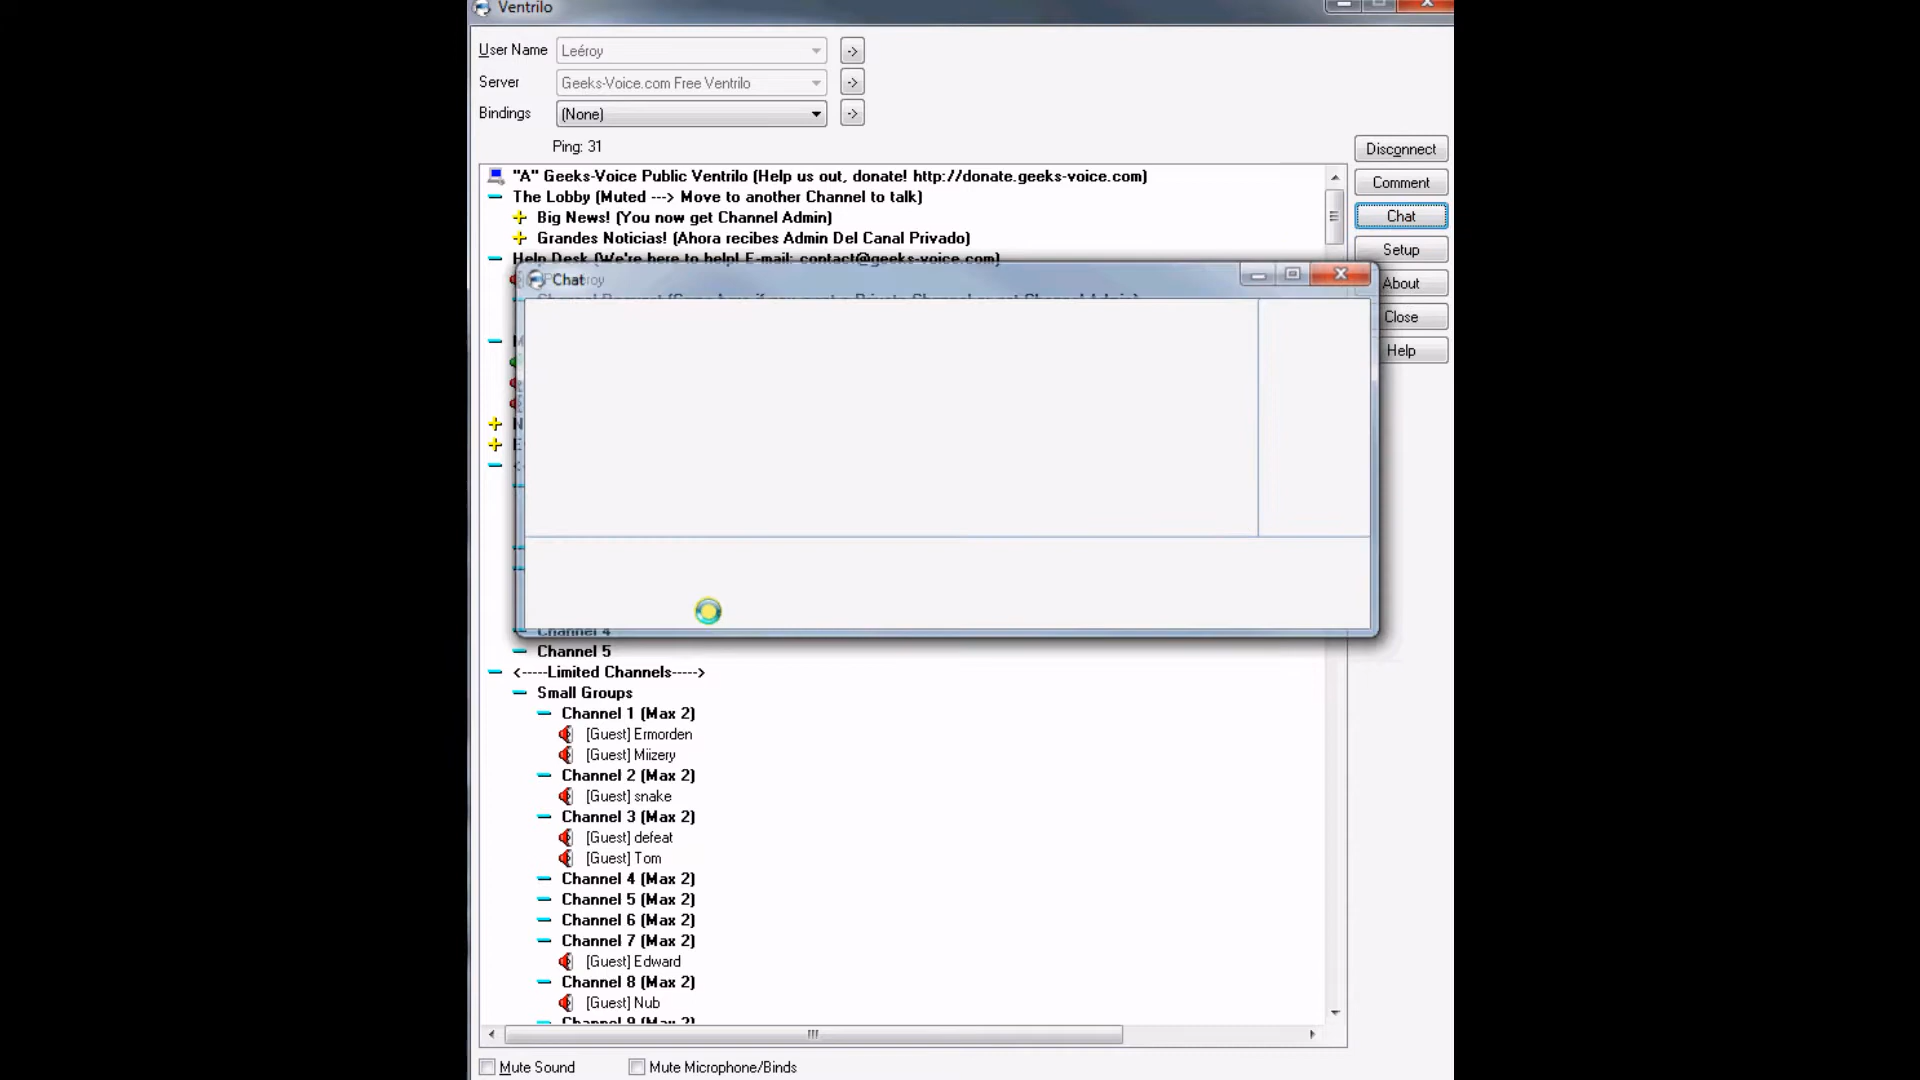 Ventrilo
User Name Leéroy ->
Server Geeks-Voice.com Free Ventrilo ->
Bindings (None) ->
Ping: 31
Disconnect
Comment
Chat
Setup
About
Close
Help
"A" Geeks-Voice Public Ventrilo (Help us out, donate! http://donate.geeks-voice.com)
The Lobby (Muted ---> Move to another Channel to talk)
Big News! (You now get Channel Admin)
Grandes Noticias! (Ahora recibes Admin Del Canal Privado)
Help Desk (We're here to help! E-mail: contact@geeks-voice.com)
Chat
Channel 4
Channel 5
<-----Limited Channels----->
Small Groups
Channel 1 (Max 2)
[Guest] Ermorden
[Guest] Miizery
Channel 2 (Max 2)
[Guest] snake
Channel 3 (Max 2)
[Guest] defeat
[Guest] Tom
Channel 4 (Max 2)
Channel 5 (Max 2)
Channel 6 (Max 2)
Channel 7 (Max 2)
[Guest] Edward
Channel 8 (Max 2)
[Guest] Nub
Channel 9 (Max 2)
Mute Sound Mute Microphone/Binds